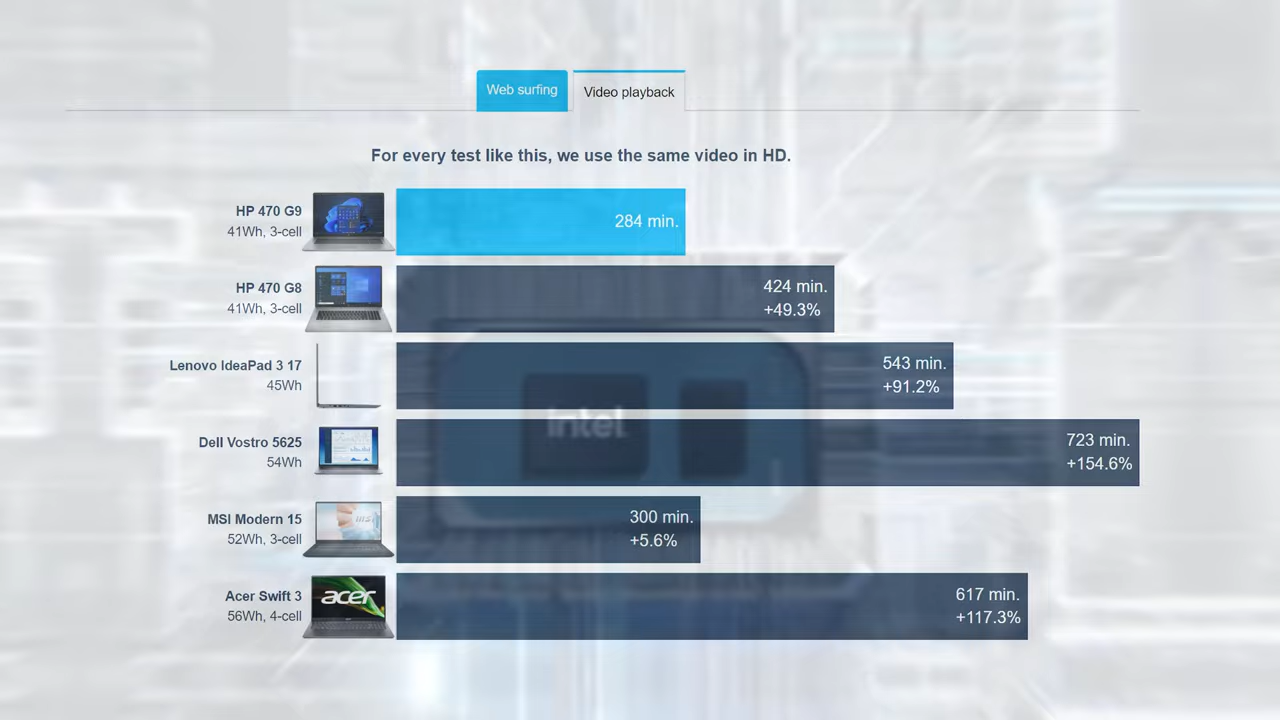 Web surfing
Video playback
For every test like this, we use the same video in HD.
HP 470 G9
41Wh, 3-cell
284 min.
HP 470 G8
41Wh, 3-cell
424 min.
+49.3%
Lenovo IdeaPad 3 17
45Wh
543 min.
+91.2%
Dell Vostro 5625
54Wh
723 min.
+154.6%
intel
MSI Modern 15
52Wh, 3-cell
300 min.
+5.6%
Acer Swift 3
56Wh, 4-cell
acer
617 min.
+117.3%